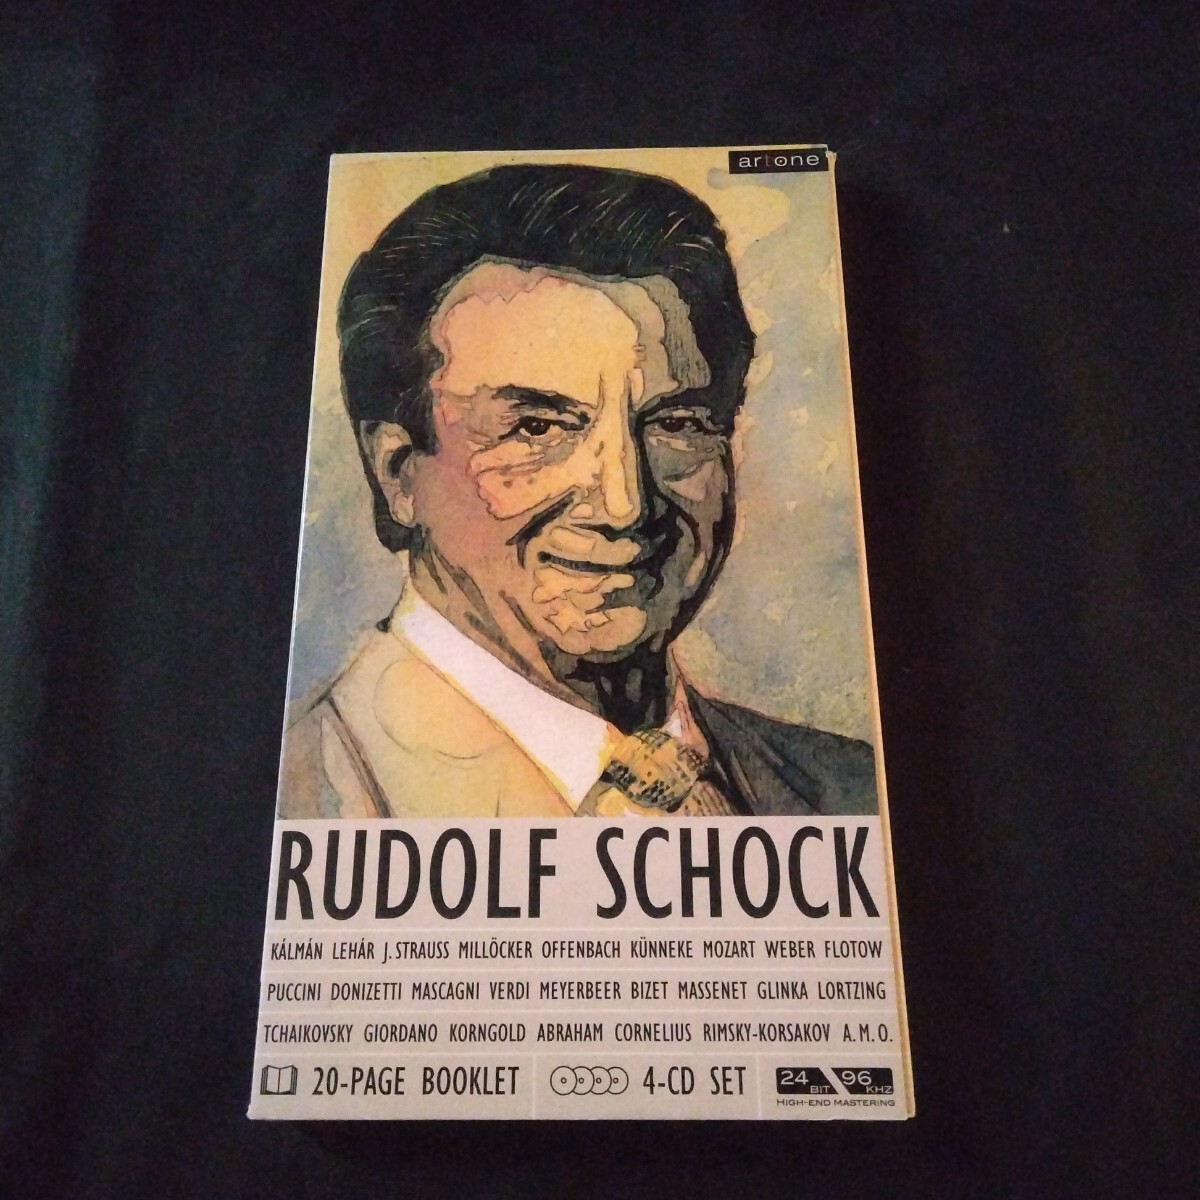 artone
RUDOLF SCHOCK
KÁLMÁN LEHÁR J. STRAUSS MILLÖCKER OFFENBACH KÜNNEKE MOZART WEBER FLOTOW
PUCCINI DONIZETTI MASCAGNI VERDI MEYERBEER BIZET MASSENET GLINKA LORTZING
TCHAIKOVSKY GIORDANO KORNGOLD ABRAHAM CORNELIUS RIMSKY-KORSAKOV A.M.O.
20-PAGE BOOKLET 4-CD SET 24 BIT 96 KHZ
HIGH-END MASTERING